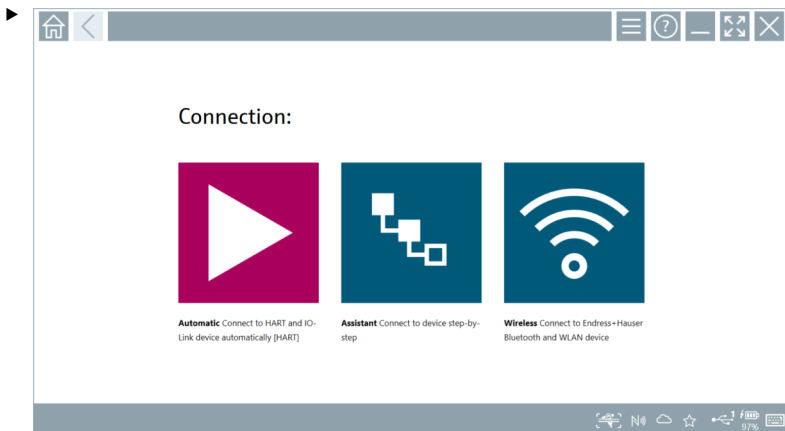 Connection:
Automatic Connect to HART and IO-
Link device automatically [HART]
Assistant Connect to device step-by-
step
Wireless Connect to Endress+Hauser
Bluetooth and WLAN device
1
97%